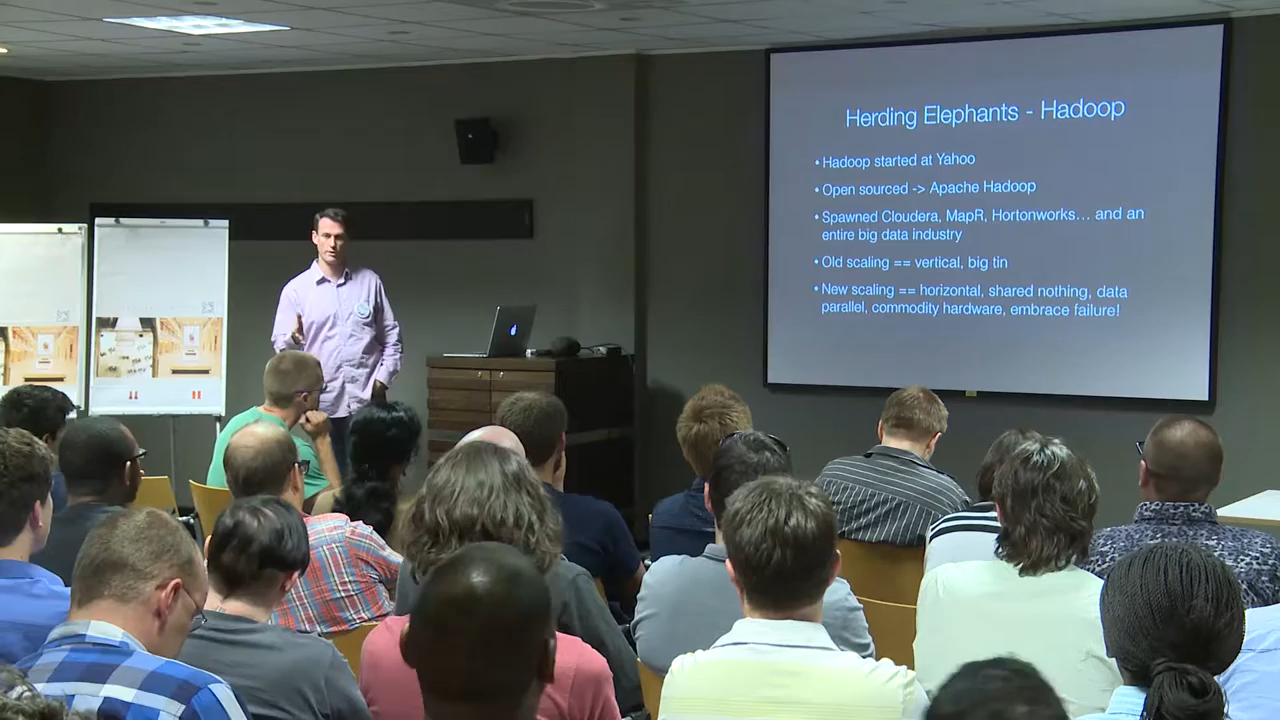 Herding Elephants - Hadoop
• Hadoop started at Yahoo
• Open sourced -> Apache Hadoop
• Spawned Cloudera, MapR, Hortonworks... and an
entire big data industry
• Old scaling == vertical, big tin
• New scaling == horizontal, shared nothing, data
parallel, commodity hardware, embrace failure!